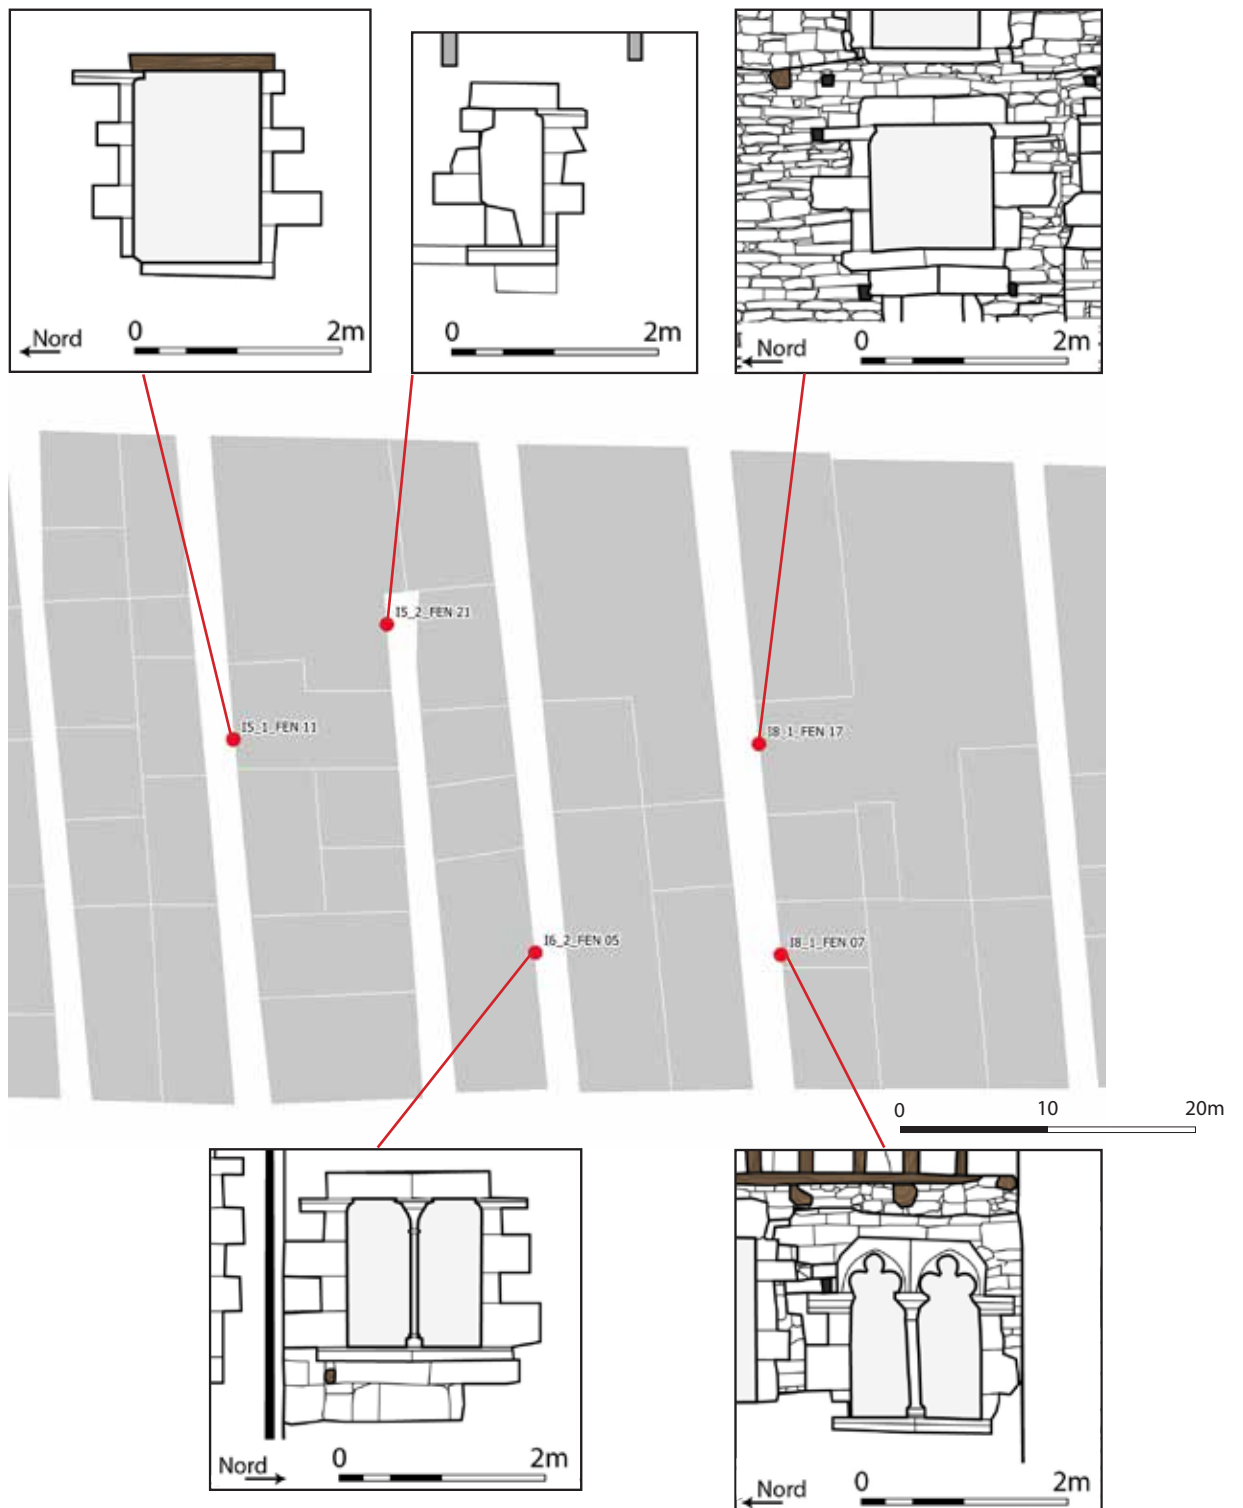 Nord 0 2m
0 2m
Nord 0 2m
I5_2_FEN 21
I5_1_FEN 11
I8_1_FEN 17
I6_2_FEN 05
I8_1_FEN 07
0 10 20m
Nord 0 2m
Nord 0 2m